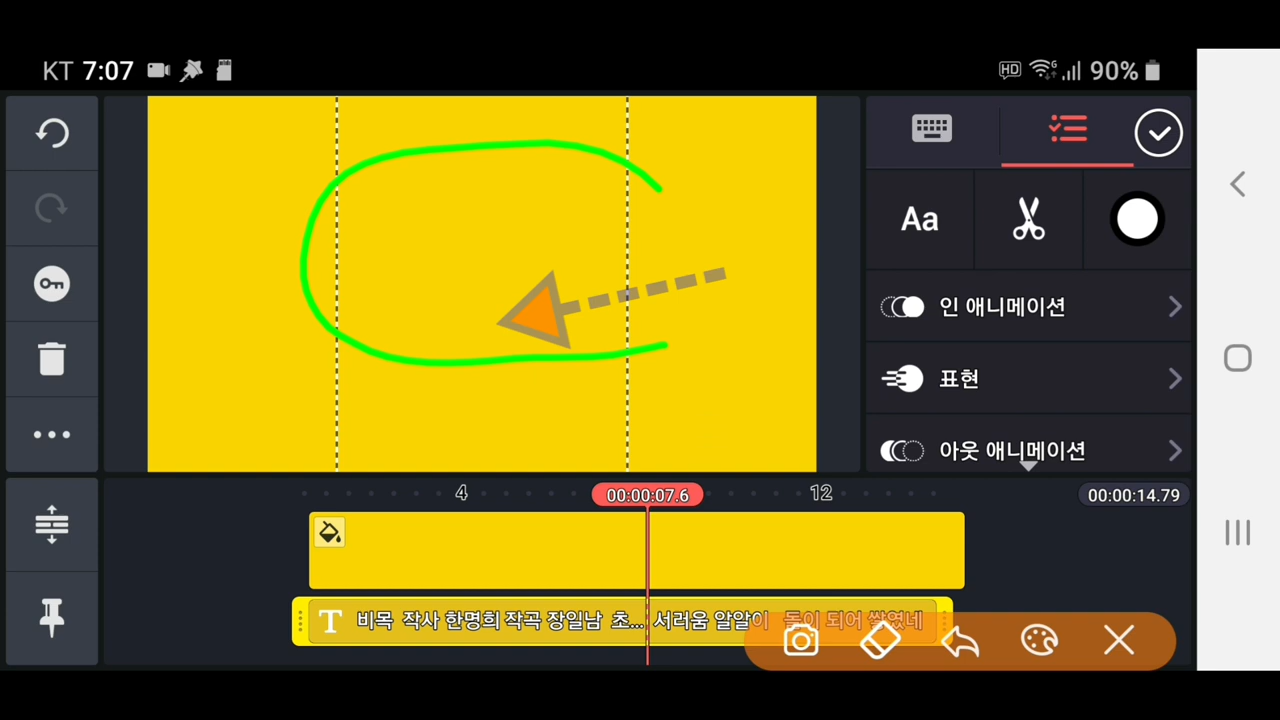 KT 7:07
HD 6 90%
Aa
인 애니메이션
표현
아웃 애니메이션
4
00:00:07.6
12
00:00:14.79
T 비목 작사 한명희 작곡 장일남 초... 서러움 알알이 돌이 되어 쌓였네